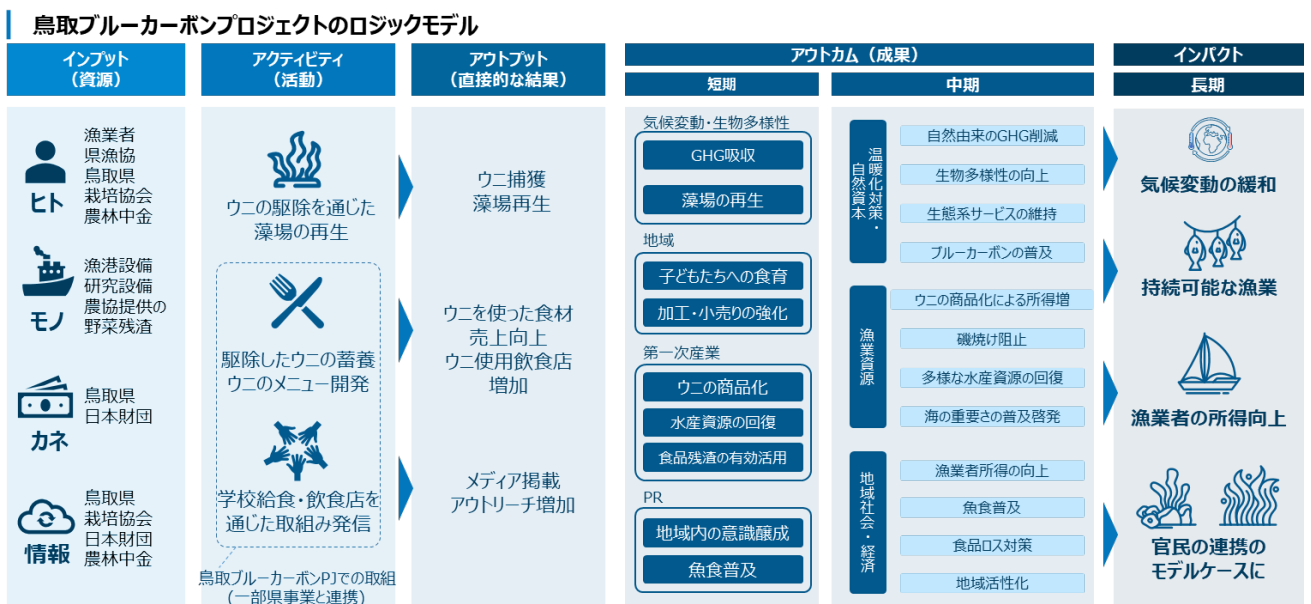 鳥取ブルーカーボンプロジェクトのロジックモデル
インプット
（資源）
アクティビティ
（活動）
アウトプット
（直接的な結果）
アウトカム（成果）
短期
中期
インパクト
長期
ヒト
漁業者
県漁協
鳥取県
栽培協会
農林中金
モノ
漁港設備
研究設備
農協提供の
野菜残渣
カネ
鳥取県
日本財団
情報
鳥取県
栽培協会
日本財団
農林中金
ウニの駆除を通じた
藻場の再生
駆除したウニの蓄養
ウニのメニュー開発
学校給食・飲食店を
通じた取組み発信
鳥取ブルーカーボンPJでの取組
（一部県事業と連携）
ウニ捕獲
藻場再生
ウニを使った食材
売上向上
ウニ使用飲食店
増加
メディア掲載
アウトリーチ増加
気候変動・生物多様性
GHG吸収
藻場の再生
地域
子どもたちへの食育
加工・小売りの強化
第一次産業
ウニの商品化
水産資源の回復
食品残渣の有効活用
PR
地域内の意識醸成
魚食普及
温暖化対策・
自然資本
自然由来のGHG削減
生物多様性の向上
生態系サービスの維持
ブルーカーボンの普及
漁業資源
ウニの商品化による所得増
磯焼け阻止
多様な水産資源の回復
海の重要さの普及啓発
地域社会・経済
漁業者所得の向上
魚食普及
食品ロス対策
地域活性化
気候変動の緩和
持続可能な漁業
漁業者の所得向上
官民の連携の
モデルケースに